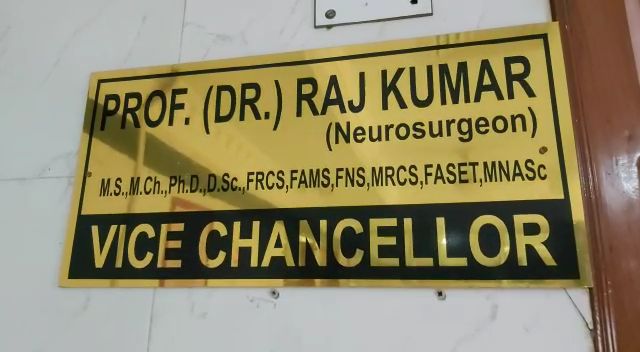 PROF. (DR.) RAJ KUMAR
(Neurosurgeon)
M.S.,M.Ch.,Ph.D.,D.Sc.,FRCS,FAMS,FNS,MRCS,FASET,MNASc
VICE CHANCELLOR